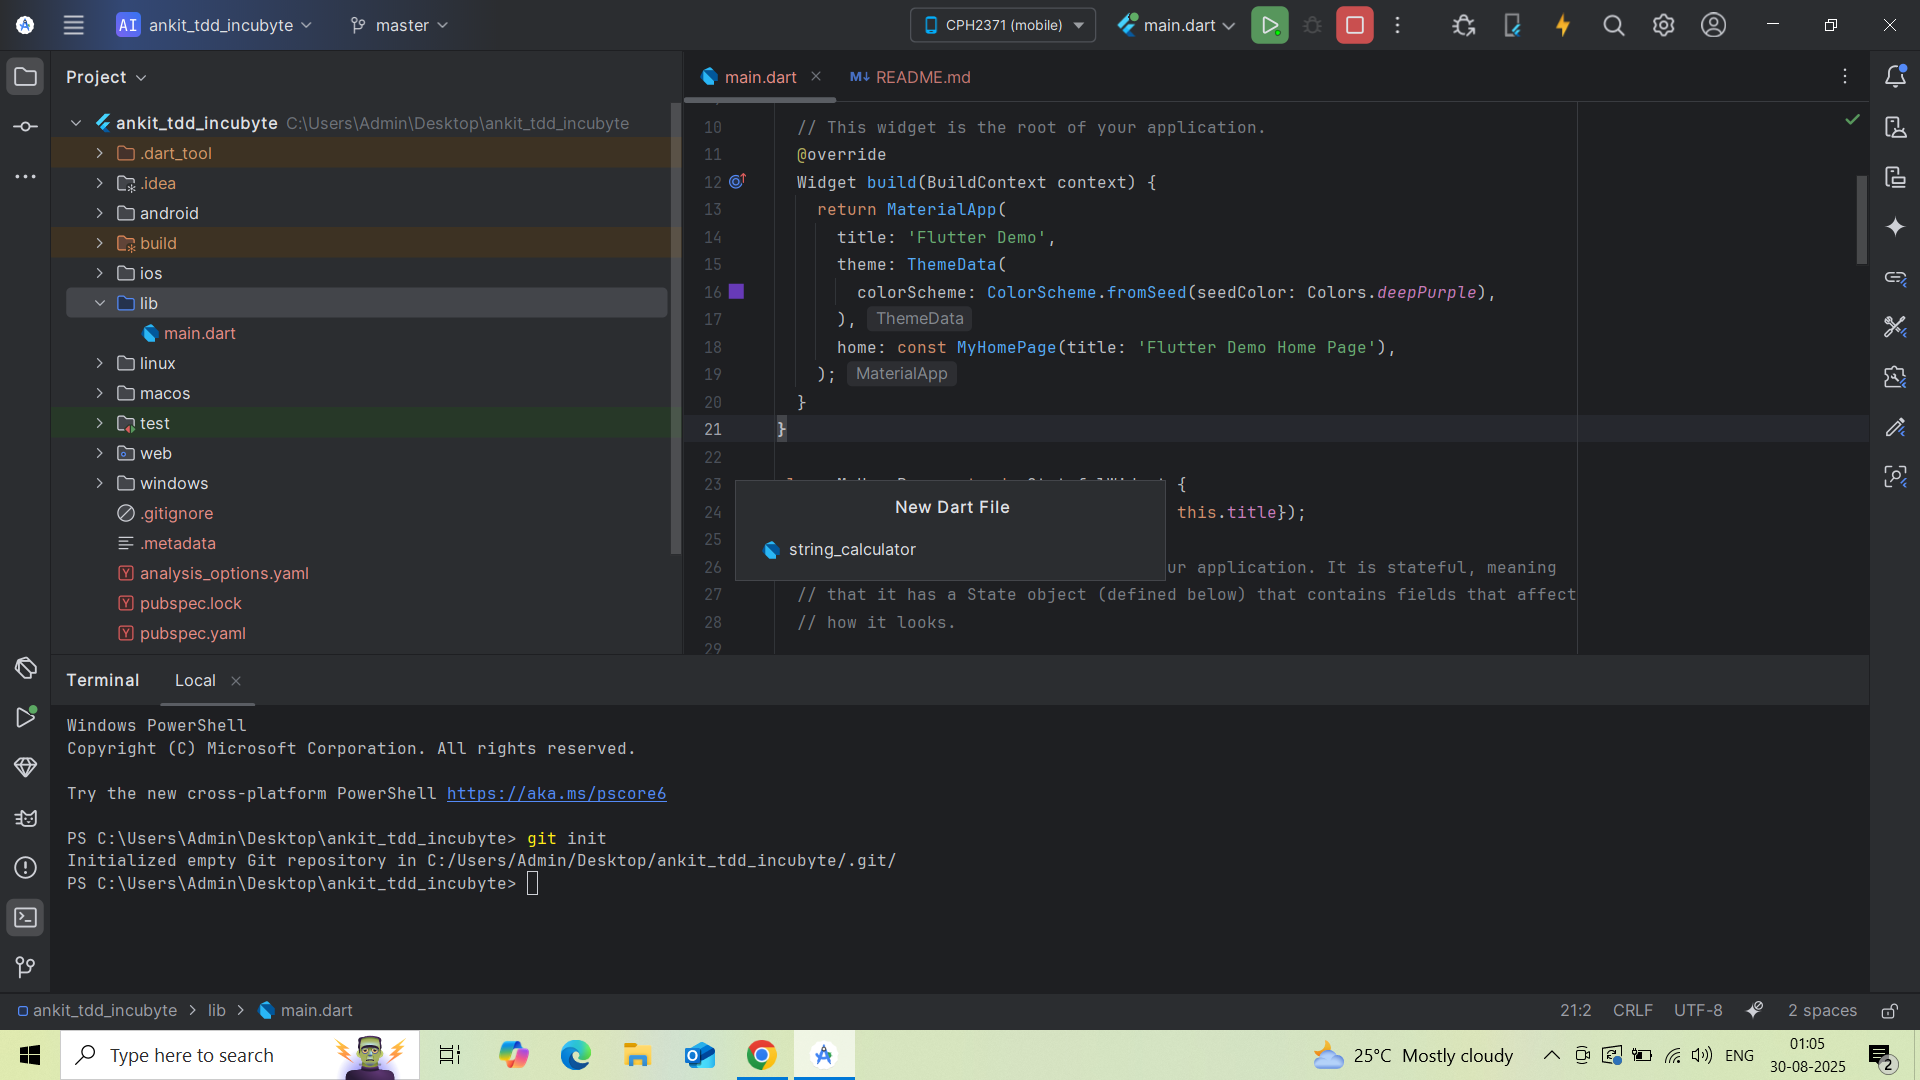 AI ankit_tdd_incubyte master CPH2371 (mobile) main.dart
Project
ankit_tdd_incubyte C:\Users\Admin\Desktop\ankit_tdd_incubyte
.dart_tool
.idea
android
build
ios
lib
main.dart
linux
macos
test
web
windows
.gitignore
.metadata
analysis_options.yaml
pubspec.lock
pubspec.yaml
main.dart README.md
10 // This widget is the root of your application.
11 @override
12 Widget build(BuildContext context) {
13 return MaterialApp(
14 title: 'Flutter Demo',
15 theme: ThemeData(
16 colorScheme: ColorScheme.fromSeed(seedColor: Colors.deepPurple),
17 ), ThemeData
18 home: const MyHomePage(title: 'Flutter Demo Home Page'),
19 ); MaterialApp
20 }
21 }
22
23 {
24 this.title});
25
26 ur application. It is stateful, meaning
27 // that it has a State object (defined below) that contains fields that affect
28 // how it looks.
29
New Dart File
string_calculator
Terminal Local
Windows PowerShell
Copyright (C) Microsoft Corporation. All rights reserved.
Try the new cross-platform PowerShell https://aka.ms/pscore6
PS C:\Users\Admin\Desktop\ankit_tdd_incubyte> git init
Initialized empty Git repository in C:/Users/Admin/Desktop/ankit_tdd_incubyte/.git/
PS C:\Users\Admin\Desktop\ankit_tdd_incubyte>
ankit_tdd_incubyte > lib > main.dart 21:2 CRLF UTF-8 2 spaces
Type here to search 25°C Mostly cloudy ENG 01:05
30-08-2025 2